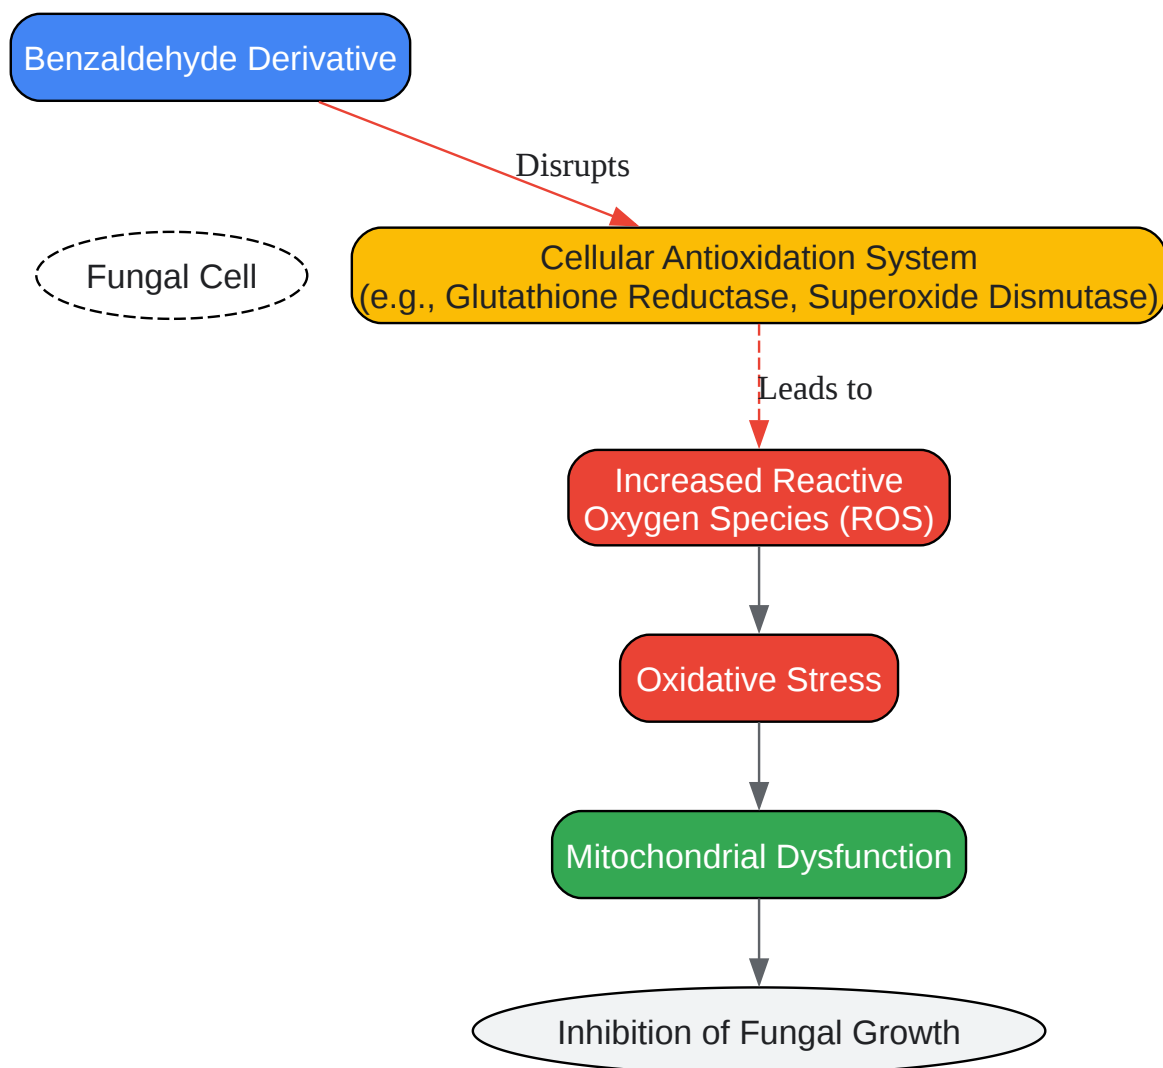 Benzaldehyde Derivative
Disrupts
Fungal Cell
Cellular Antioxidation System
(e.g., Glutathione Reductase, Superoxide Dismutase)
Leads to
Increased Reactive
Oxygen Species (ROS)
Oxidative Stress
Mitochondrial Dysfunction
Inhibition of Fungal Growth